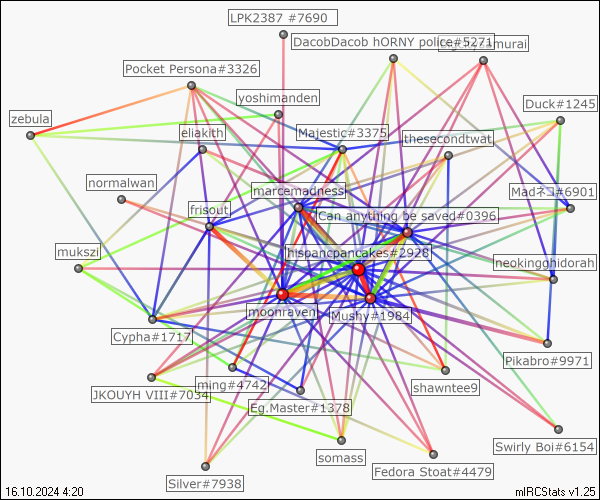 LPK2387 #7690
DacobDacob hORNY police#5271
samurai
Pocket Persona#3326
yoshimanden
Duck#1245
zebula
eliakith
Majestic#3375
thesecondtwat
normalwan
marcemadness
Madネコ#6901
frisout
Can anything be saved#0396
mukszi
hispancpancakes#2928
neokingghidorah
moonraven
Mushy#1984
Cypha#1717
Pikabro#9971
JKOUYH VIII#7034
ming#4742
shawntee9
Eg.Master#1378
Swirly Boi#6154
somass
Fedora Stoat#4479
Silver#7938
16.10.2024 4:20
mIRCStats v1.25